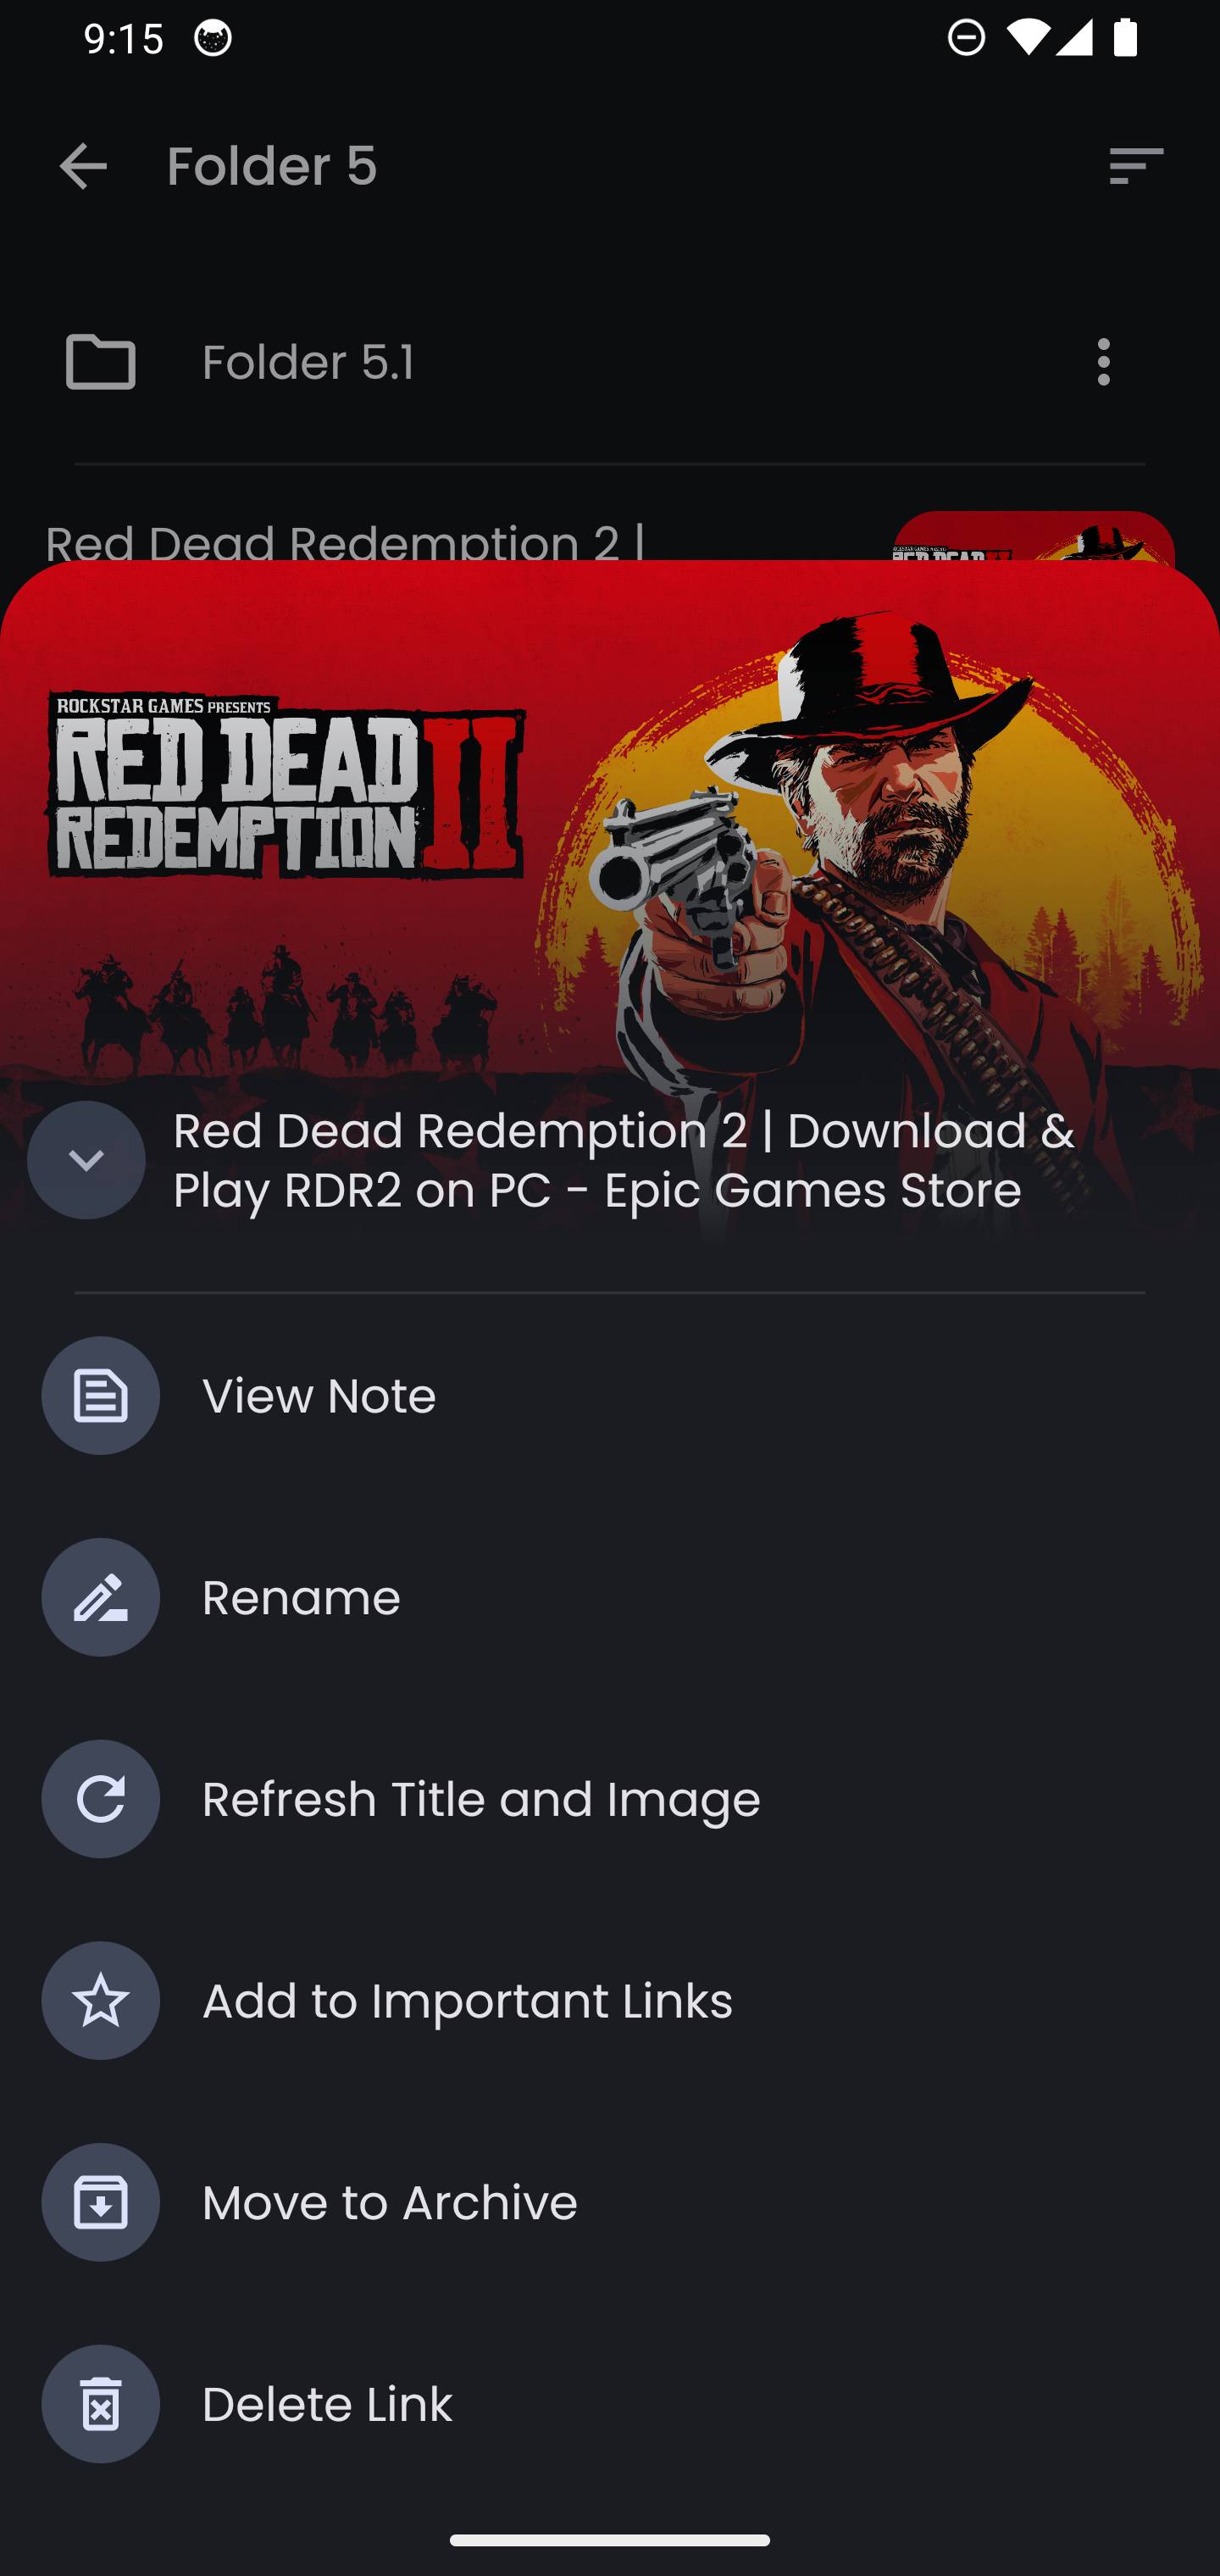 9:15
Folder 5
Folder 5.1
Red Dead Redemption 2 |
ROCKSTAR GAMES PRESENTS
RED DEAD
REDEMPTION II
Red Dead Redemption 2 | Download &
Play RDR2 on PC - Epic Games Store
View Note
Rename
Refresh Title and Image
Add to Important Links
Move to Archive
Delete Link